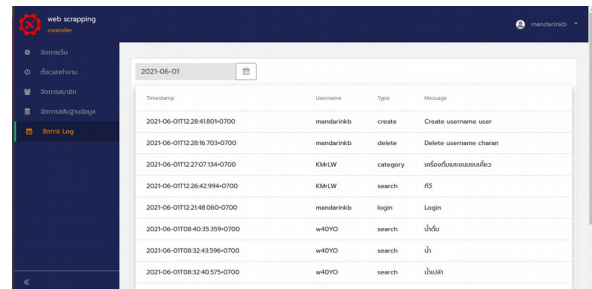 web scrapping
controller
mandarinkb
จัดการเว็บ
ตั้งเวลาทำงาน
จัดการสมาชิก
จัดการสลับฐานข้อมูล
จัดการ Log
2021-06-01
Timestamp Username Type Message
2021-06-01T12:28:41.801+0700 mandarinkb create Create username user
2021-06-01T12:28:16.703+0700 mandarinkb delete Delete username charan
2021-06-01T12:27:07.134+0700 KMrLW category เครื่องดื่มและขนมขบเคี้ยว
2021-06-01T12:26:42.994+0700 KMrLW search ทีวี
2021-06-01T12:21:48.060+0700 mandarinkb login Login
2021-06-01T08:40:35.359+0700 w40YO search น้ำดื่ม
2021-06-01T08:32:43.596+0700 w40YO search น้ำ
2021-06-01T08:32:40.575+0700 w40YO search น้ำเปล่า